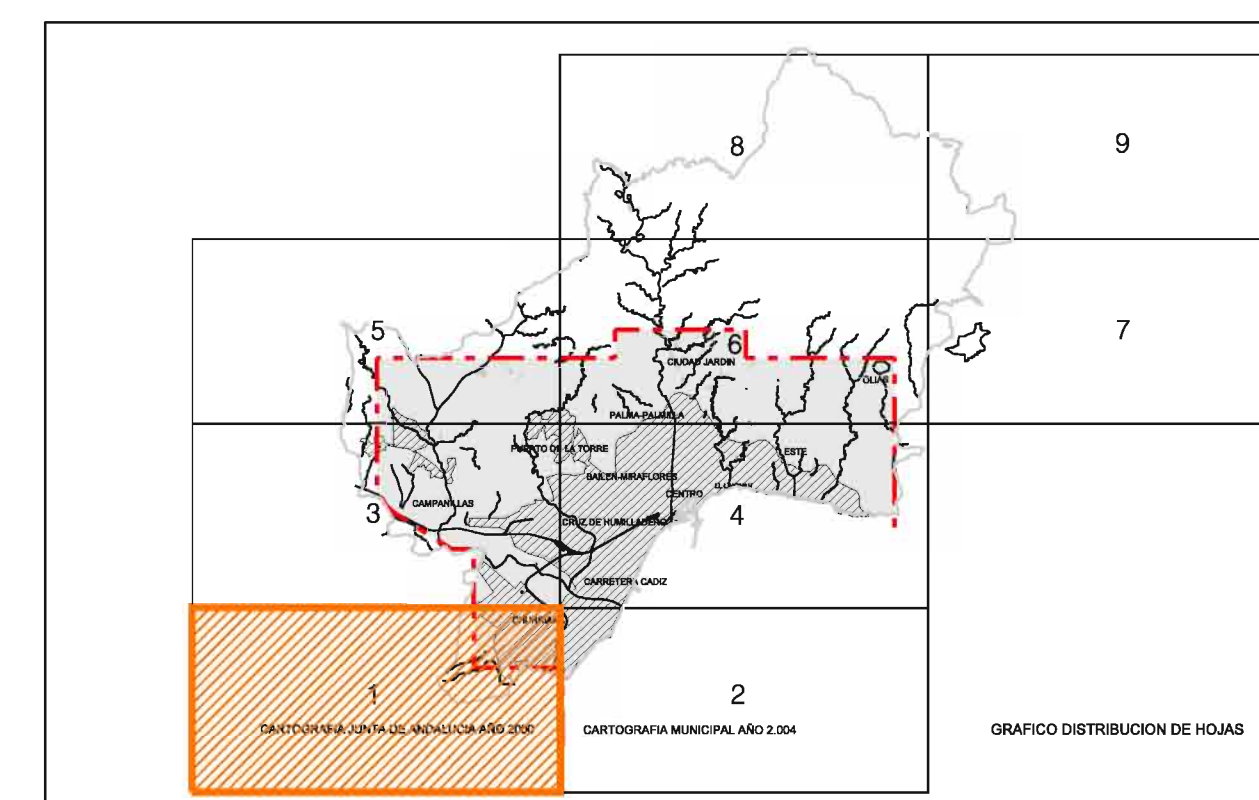 8
9
5
6
7
CIUDAD JARDIN
OLIAS
PALMA-PALMILLA
PUERTO DE LA TORRE
ESTE
BAILEN-MIRAFLORES
CENTRO
CAMPANILLAS
3
CRUZ DE HUMILLADERO
4
CARRETERA CADIZ
1
2
CARTOGRAFIA JUNTA DE ANDALUCIA AÑO 2000
CARTOGRAFIA MUNICIPAL AÑO 2.004
GRAFICO DISTRIBUCION DE HOJAS